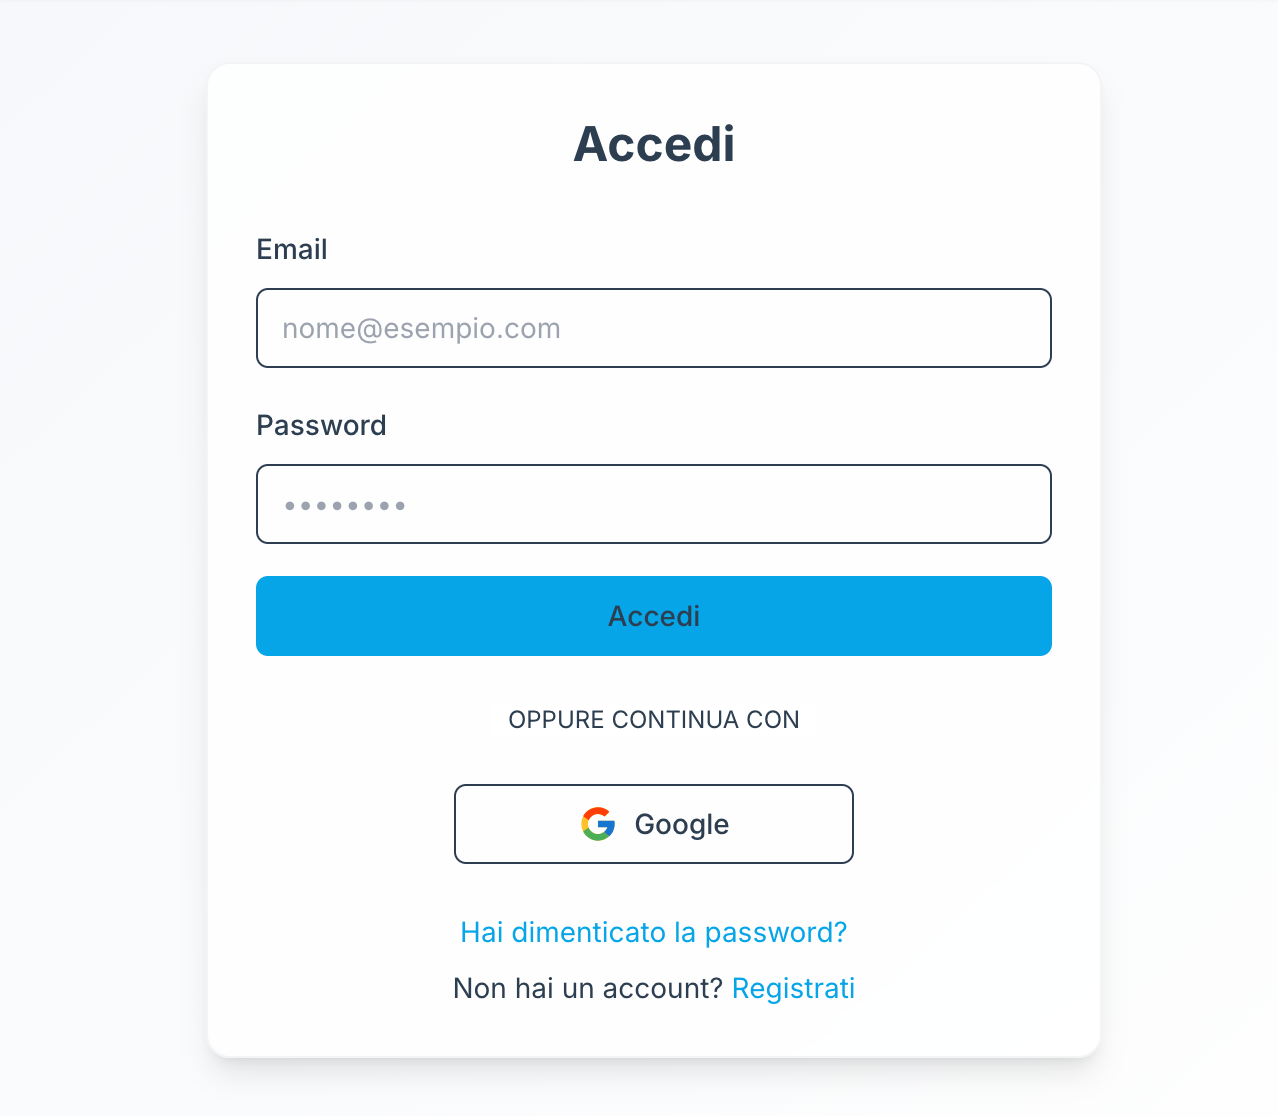 Accedi
Email
nome@esempio.com
Password
••••••••
Accedi
OPPURE CONTINUA CON
Google
Hai dimenticato la password?
Non hai un account? Registrati